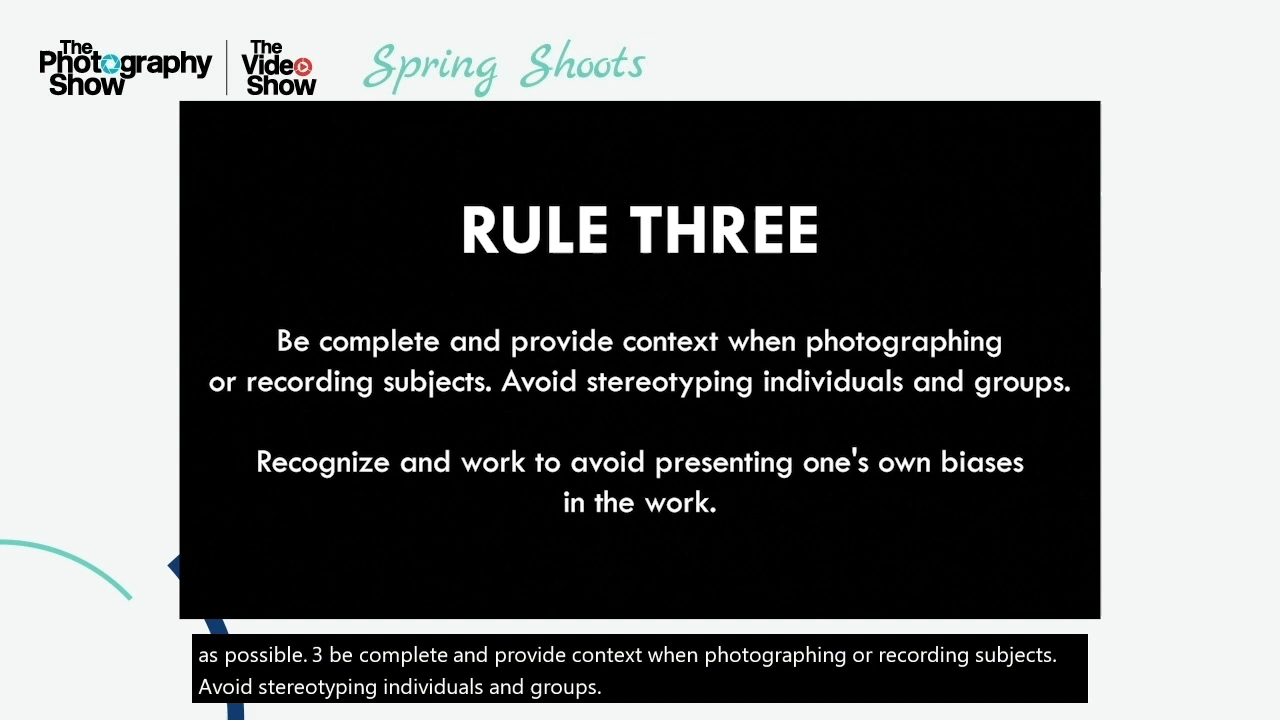 The
Photography
Show
The
Video
Show
Spring Shoots
RULE THREE
Be complete and provide context when photographing
or recording subjects. Avoid stereotyping individuals and groups.
Recognize and work to avoid presenting one's own biases
in the work.
as possible. 3 be complete and provide context when photographing or recording subjects.
Avoid stereotyping individuals and groups.